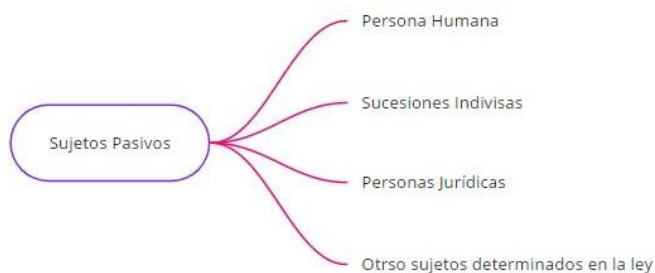 Persona Humana
Sucesiones Indivisas
Sujetos Pasivos
Personas Jurídicas
Otrso sujetos determinados en la ley